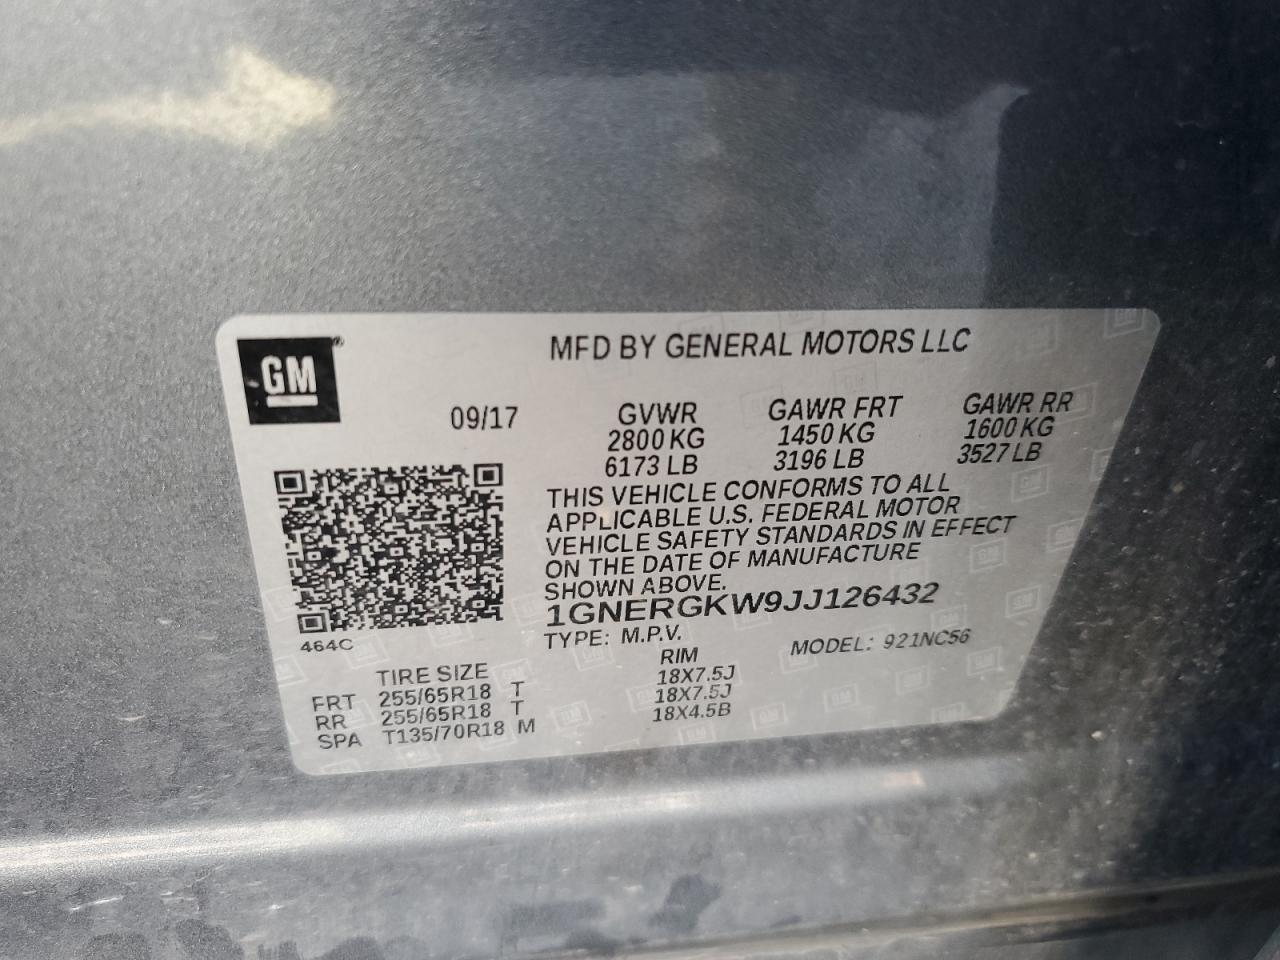 GM
MFD BY GENERAL MOTORS LLC
09/17
GVWR GAWR FRT GAWR RR
2800 KG 1450 KG 1600 KG
6173 LB 3196 LB 3527 LB
THIS VEHICLE CONFORMS TO ALL
APPLICABLE U.S. FEDERAL MOTOR
VEHICLE SAFETY STANDARDS IN EFFECT
ON THE DATE OF MANUFACTURE
SHOWN ABOVE.
1GNERGKW9JJ126432
464C
TYPE: M.P.V. MODEL: 921NC56
TIRE SIZE RIM
FRT 255/65R18 T 18X7.5J
RR 255/65R18 T 18X7.5J
SPA T135/70R18 M 18X4.5B